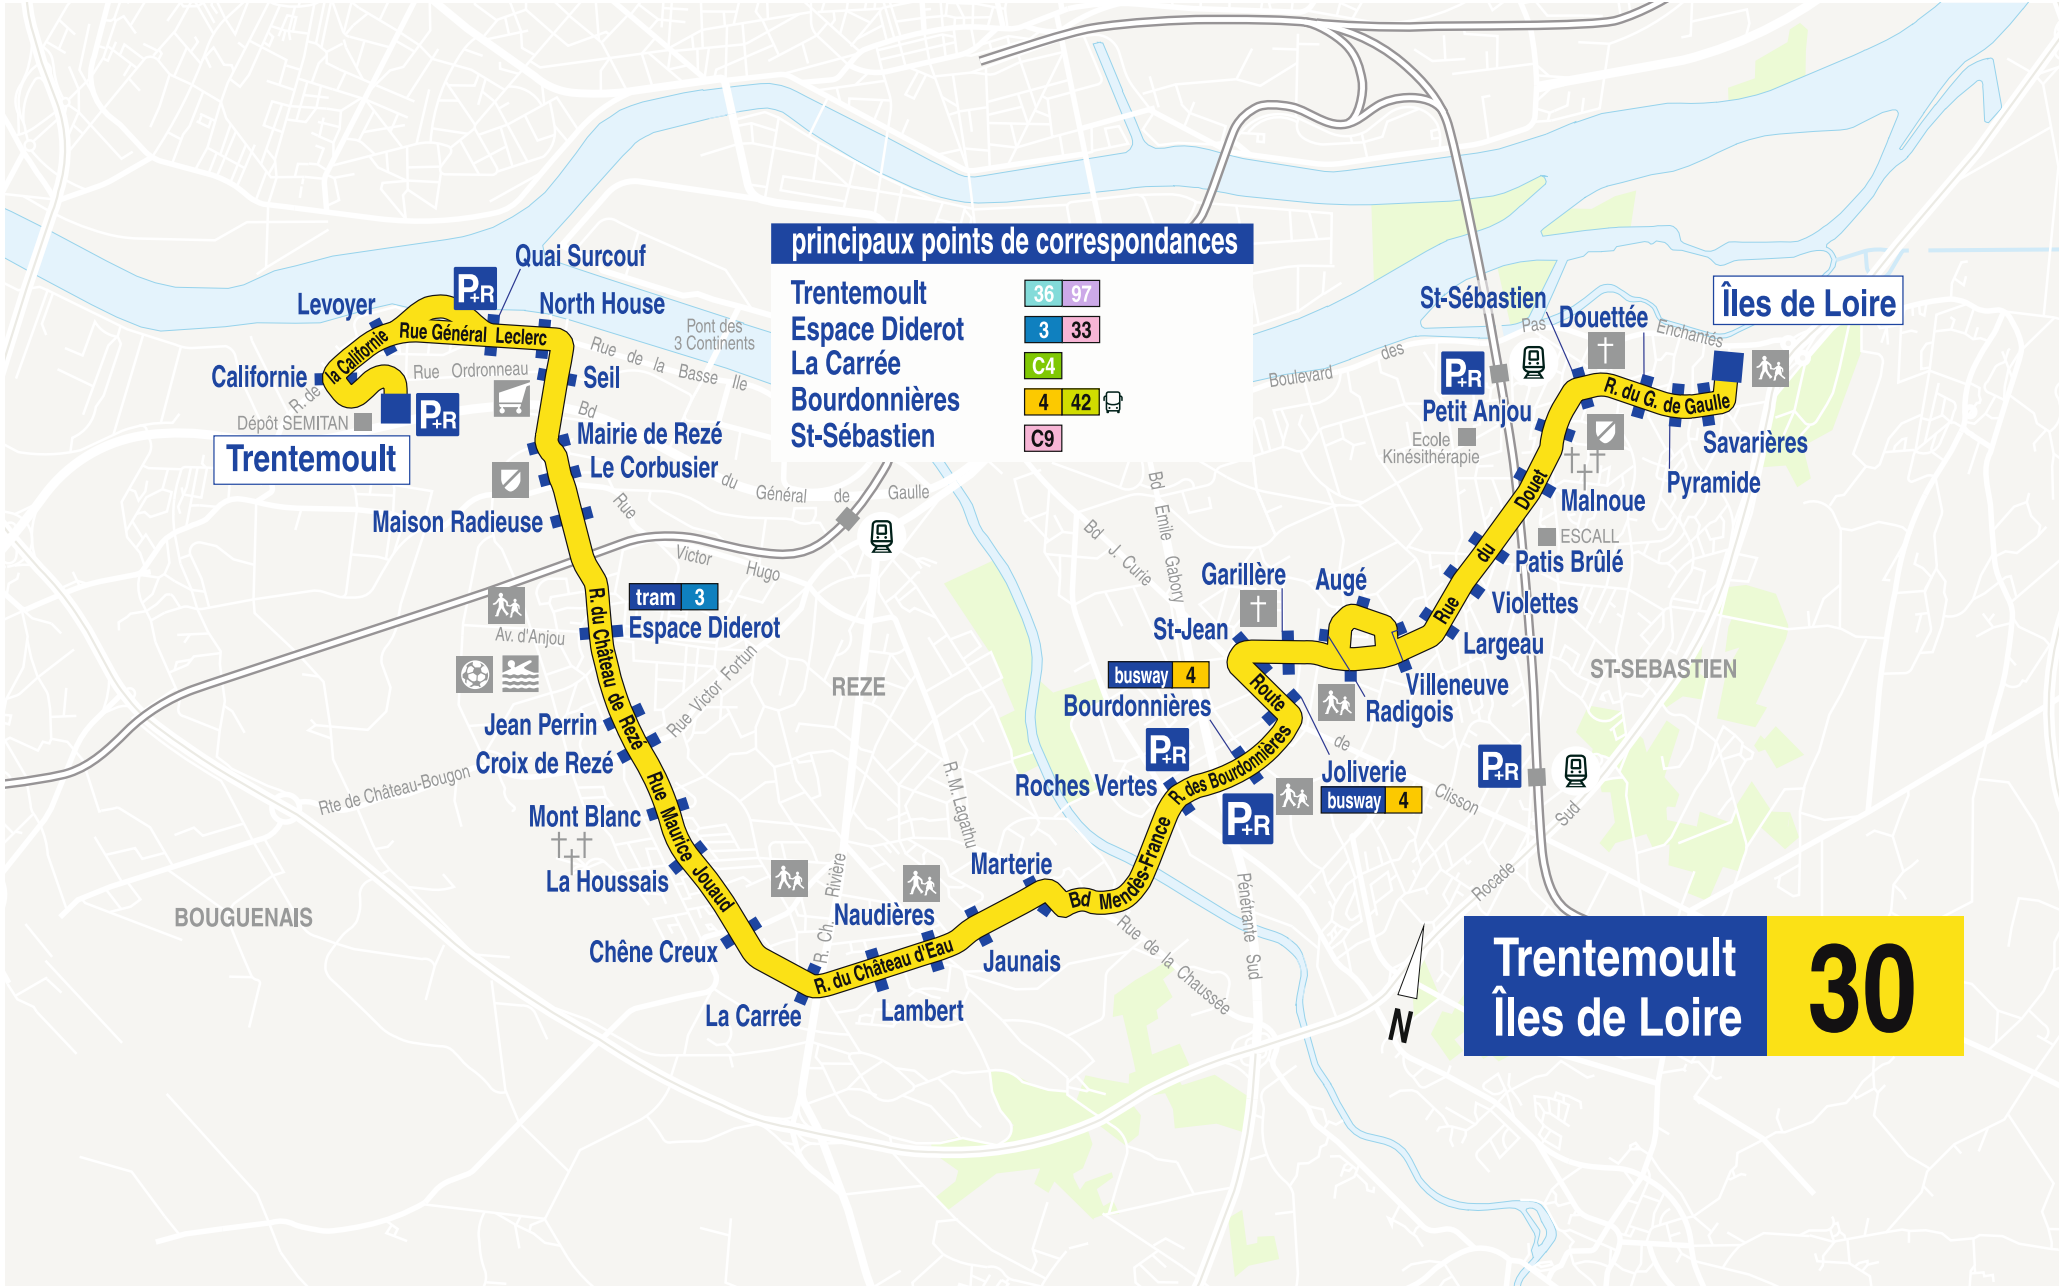 principaux points de correspondances
Trentemoult 36 97
Espace Diderot 3 33
La Carrée C4
Bourdonnières 4 42
St-Sébastien C9
Quai Surcouf
P+R
Levoyer
North House
Rue Général Leclerc
la Californie
R. de
Californie
Rue Ordronneau
Dépôt SEMITAN
P+R
Trentemoult
Pont des
3 Continents
Rue de la Basse Ile
Seil
Bd du Général de Gaulle
Mairie de Rezé
Le Corbusier
Maison Radieuse
Rue Victor Hugo
R. du Château de Rezé
tram 3
Espace Diderot
Av. d'Anjou
REZE
Jean Perrin
Croix de Rezé
Rue Victor Fortun
Rte de Château-Bougon
Rue Maurice Jouaud
Mont Blanc
La Houssais
BOUGUENAIS
Chêne Creux
La Carrée
R. Ch. Rivière
R. M. Lagathu
R. du Château d'Eau
Naudières
Lambert
Jaunais
Marterie
Bd Mendès-France
Rue de la Chaussée
Pénétrante Sud
Roches Vertes
P+R
R. des Bourdonnières
P+R
busway 4
Bourdonnières
Joliverie
busway 4
Route
de
Clisson
St-Jean
Garillère
Bd J. Curie
Bd Emile Gabory
Augé
Radigois
Villeneuve
Largeau
Violettes
Patis Brûlé
ESCALL
Malnoue
Rue du Douet
ST-SEBASTIEN
P+R
Rocade Sud
Ecole
Kinésithérapie
Petit Anjou
P+R
St-Sébastien
Boulevard des Pas Enchantés
Douettée
R. du G. de Gaulle
Pyramide
Savarières
Îles de Loire
N
Trentemoult
Îles de Loire
30